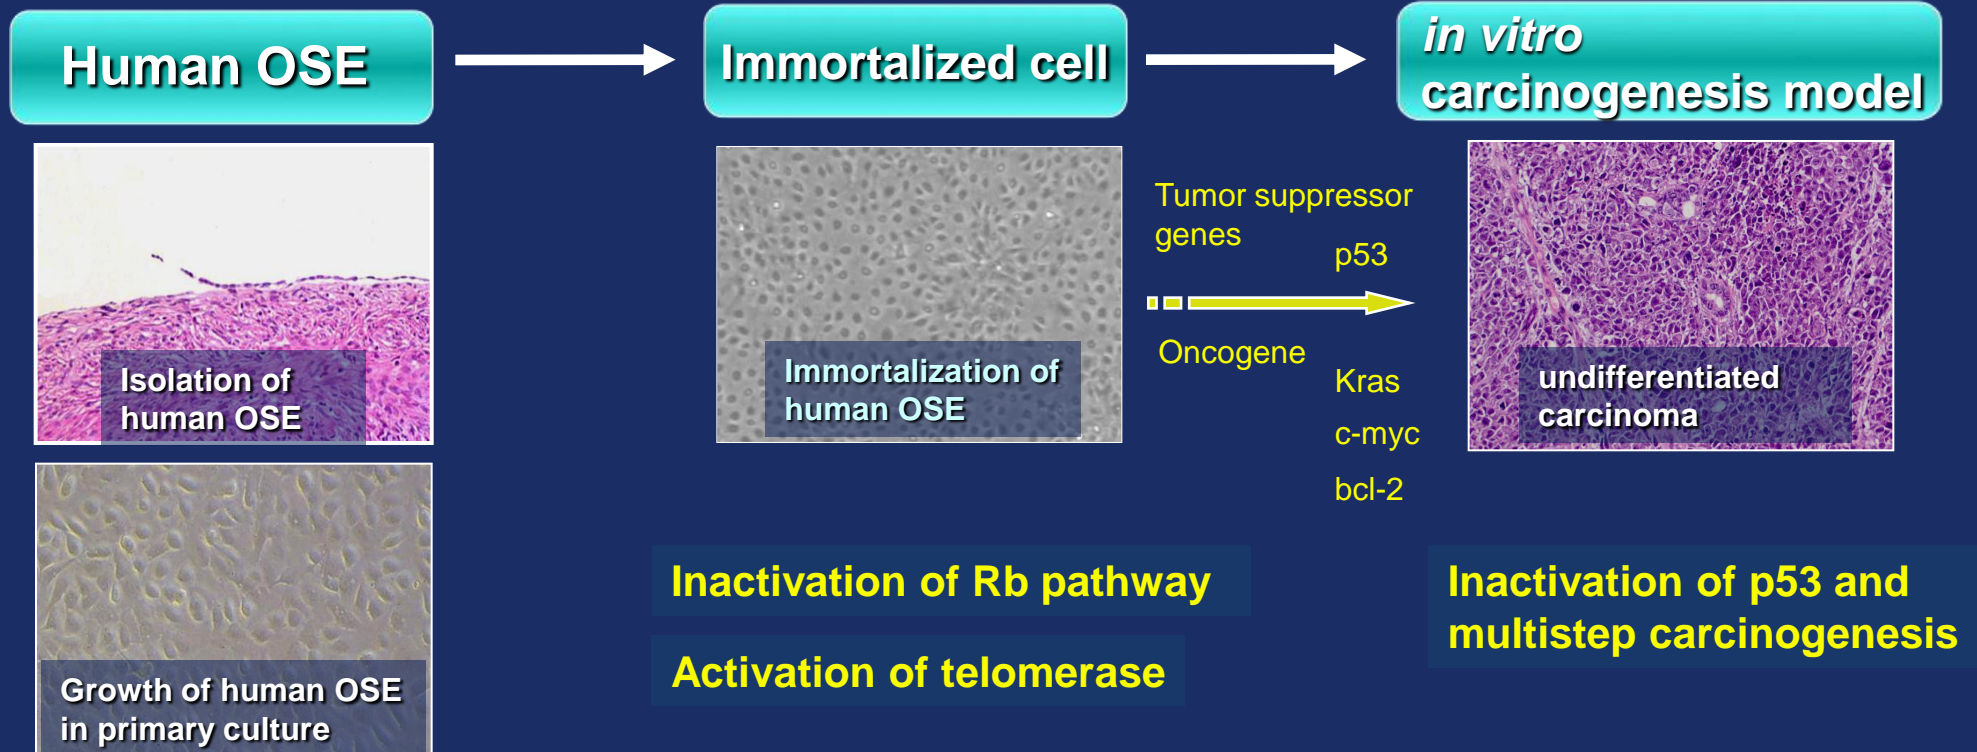 Human OSE
Immortalized cell
in vitro
carcinogenesis model
Isolation of
human OSE
Growth of human OSE
in primary culture
Immortalization of
human OSE
Tumor suppressor
genes
p53
Oncogene
Kras
c-myc
bcl-2
undifferentiated
carcinoma
Inactivation of Rb pathway
Activation of telomerase
Inactivation of p53 and
multistep carcinogenesis